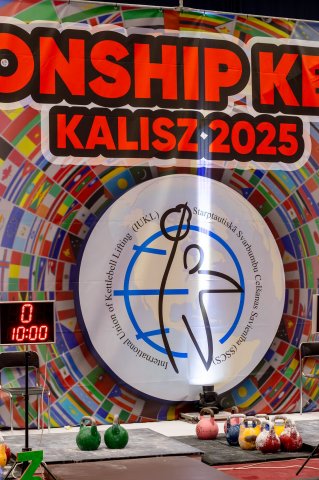 ONSHIP KE
KALISZ 2025
International Union of Kettlebell Lifting (IUKL)
Starptautiskā Svarbumbu Celšanas Savienība (SSCS)
0
10:00